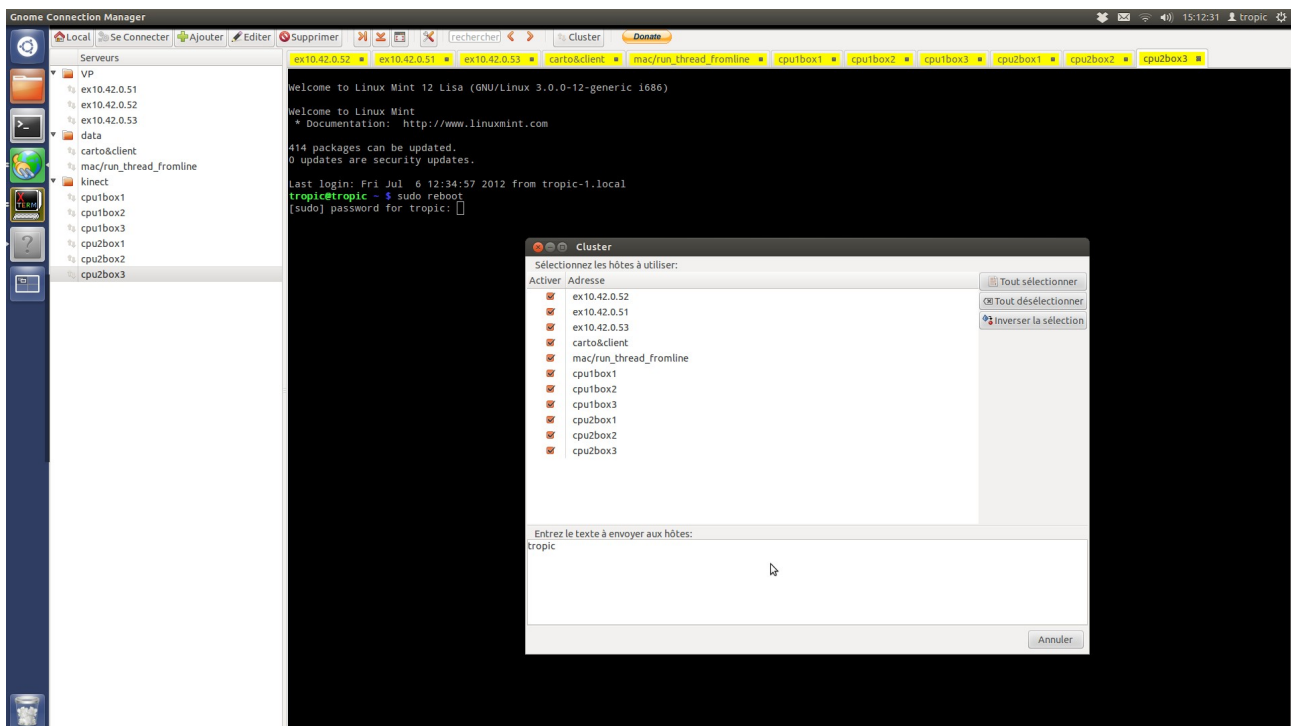 Gnome Connection Manager
15:12:31 tropic
Local Se Connecter Ajouter Editer Supprimer rechercher Cluster Donate
Serveurs
VP
ex10.42.0.51
ex10.42.0.52
ex10.42.0.53
data
carto&client
mac/run_thread_fromline
kinect
cpu1box1
cpu1box2
cpu1box3
cpu2box1
cpu2box2
cpu2box3
ex10.42.0.52 ex10.42.0.51 ex10.42.0.53 carto&client mac/run_thread_fromline cpu1box1 cpu1box2 cpu1box3 cpu2box1 cpu2box2 cpu2box3
Welcome to Linux Mint 12 Lisa (GNU/Linux 3.0.0-12-generic i686)
Welcome to Linux Mint
* Documentation: http://www.linuxmint.com
414 packages can be updated.
0 updates are security updates.
Last login: Fri Jul 6 12:34:57 2012 from tropic-1.local
tropic@tropic ~ $ sudo reboot
[sudo] password for tropic:
Cluster
Sélectionnez les hôtes à utiliser:
Activer Adresse
ex10.42.0.52
ex10.42.0.51
ex10.42.0.53
carto&client
mac/run_thread_fromline
cpu1box1
cpu1box2
cpu1box3
cpu2box1
cpu2box2
cpu2box3
Tout sélectionner
Tout désélectionner
Inverser la sélection
Entrez le texte à envoyer aux hôtes:
tropic
Annuler
XTERM